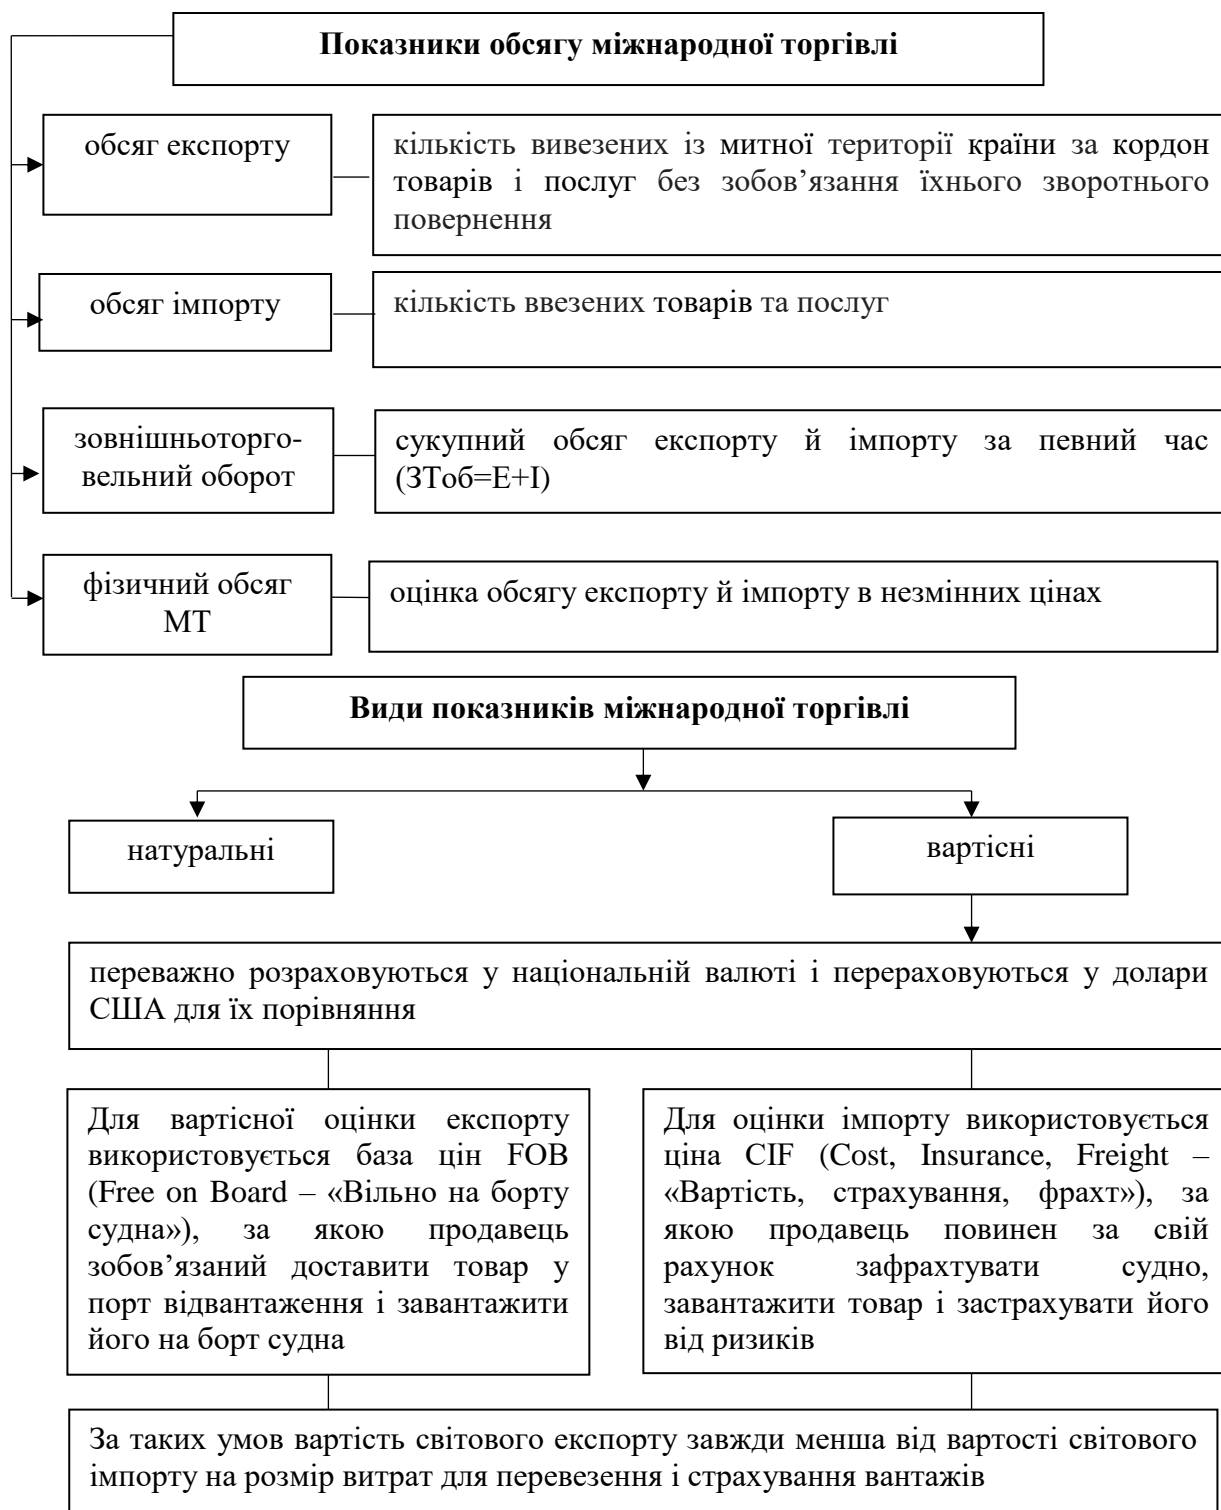 Показники обсягу міжнародної торгівлі
обсяг експорту
кількість вивезених із митної території країни за кордон
товарів і послуг без зобов’язання їхнього зворотнього
повернення
обсяг імпорту
кількість ввезених товарів та послуг
зовнішньоторго-
вельний оборот
сукупний обсяг експорту й імпорту за певний час
(ЗТоб=Е+І)
фізичний обсяг
МТ
оцінка обсягу експорту й імпорту в незмінних цінах
Види показників міжнародної торгівлі
натуральні
вартісні
переважно розраховуються у національній валюті і перераховуються у долари
США для їх порівняння
Для вартісної оцінки експорту
використовується база цін FOB
(Free on Board – «Вільно на борту
судна»), за якою продавець
зобов’язаний доставити товар у
порт відвантаження і завантажити
його на борт судна
Для оцінки імпорту використовується
ціна CIF (Cost, Insurance, Freight –
«Вартість, страхування, фрахт»), за
якою продавець повинен за свій
рахунок зафрахтувати судно,
завантажити товар і застрахувати його
від ризиків
За таких умов вартість світового експорту завжди менша від вартості світового
імпорту на розмір витрат для перевезення і страхування вантажів